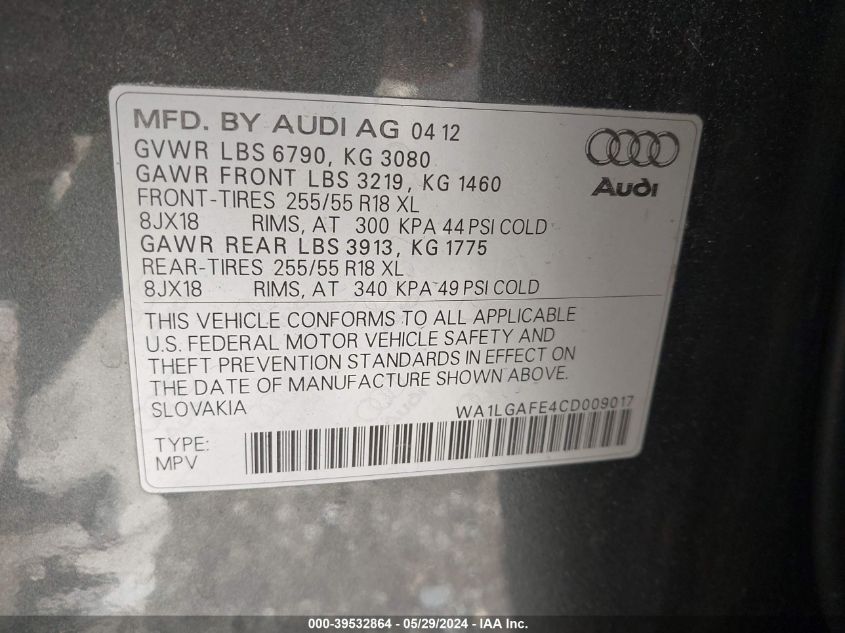 MFD. BY AUDI AG 04 12
GVWR LBS 6790, KG 3080
GAWR FRONT LBS 3219, KG 1460
FRONT-TIRES 255/55 R18 XL
8JX18 RIMS, AT 300 KPA 44 PSI COLD
GAWR REAR LBS 3913, KG 1775
REAR-TIRES 255/55 R18 XL
8JX18 RIMS, AT 340 KPA 49 PSI COLD
Audi
THIS VEHICLE CONFORMS TO ALL APPLICABLE
U.S. FEDERAL MOTOR VEHICLE SAFETY AND
THEFT PREVENTION STANDARDS IN EFFECT ON
THE DATE OF MANUFACTURE SHOWN ABOVE.
SLOVAKIA WA1LGAFE4CD009017
TYPE:
MPV
000-39532864 - 05/29/2024 - IAA Inc.